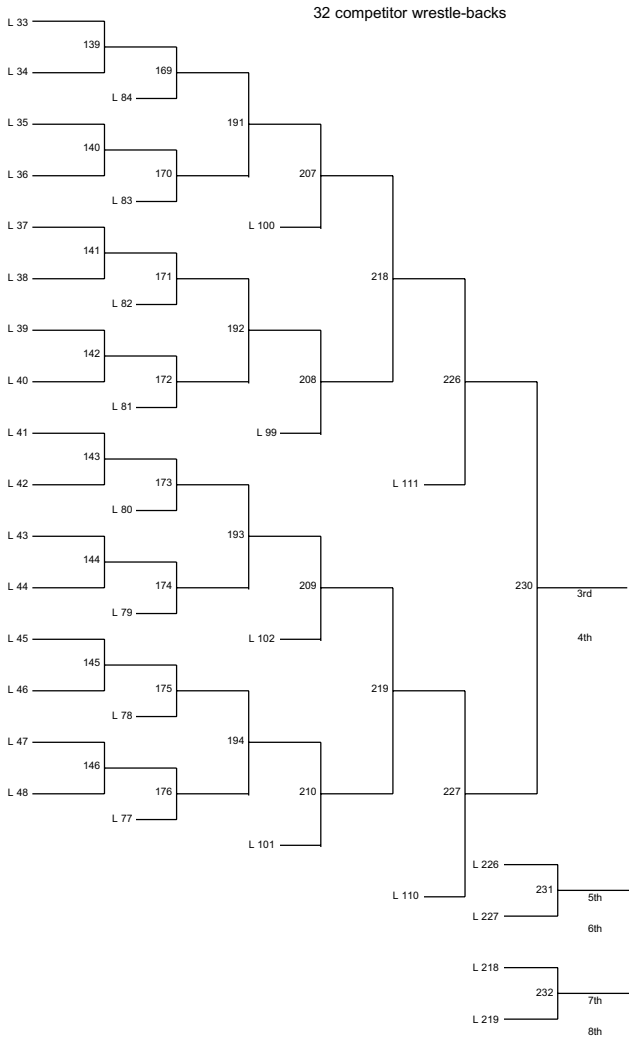 32 competitor wrestle-backs
L 33
139
L 34
169
L 84
L 35
191
140
L 36
170
207
L 83
L 37
L 100
141
L 38
171
218
L 82
L 39
192
142
L 40
172
208
226
L 81
L 41
L 99
143
L 42
173
L 111
L 80
L 43
193
144
L 44
174
209
230
3rd
L 79
L 45
L 102
4th
145
L 46
175
219
L 78
L 47
194
146
L 48
176
210
227
L 77
L 101
L 226
231
L 110
5th
L 227
6th
L 218
232
7th
L 219
8th